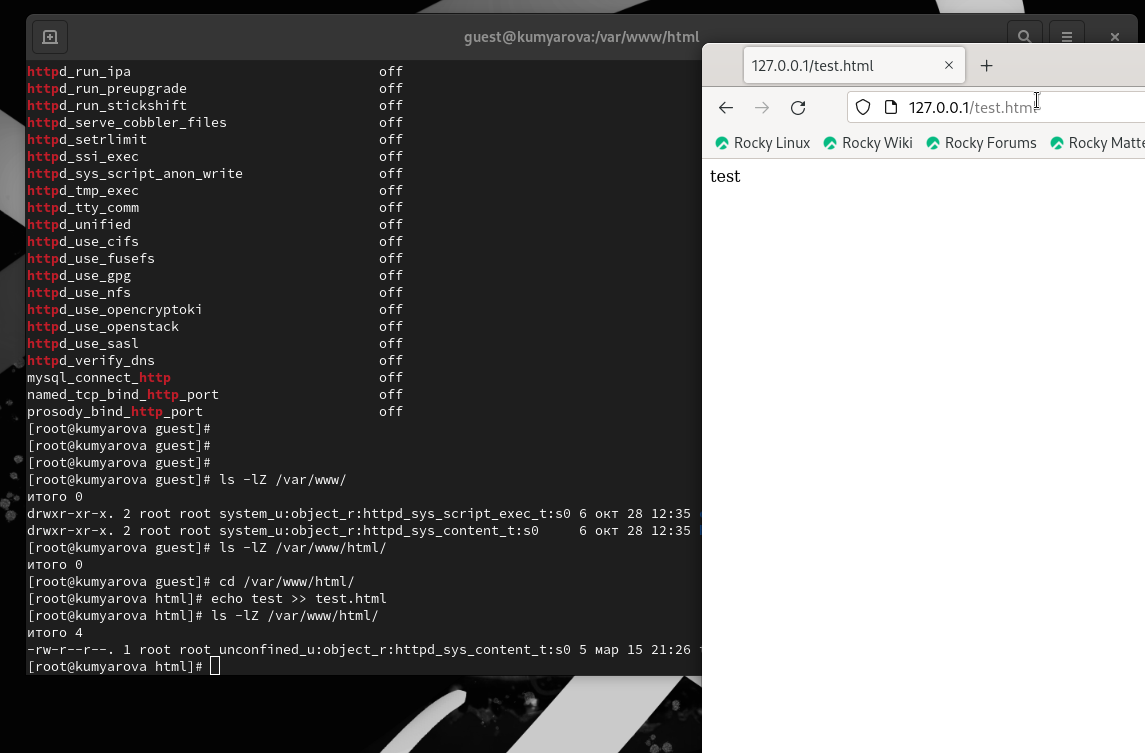 guest@kumyarova:/var/www/html
httpd_run_ipa off
httpd_run_preupgrade off
httpd_run_stickshift off
httpd_serve_cobbler_files off
httpd_setrlimit off
httpd_ssi_exec off
httpd_sys_script_anon_write off
httpd_tmp_exec off
httpd_tty_comm off
httpd_unified off
httpd_use_cifs off
httpd_use_fusefs off
httpd_use_gpg off
httpd_use_nfs off
httpd_use_opencryptoki off
httpd_use_openstack off
httpd_use_sasl off
httpd_verify_dns off
mysql_connect_http off
named_tcp_bind_http_port off
prosody_bind_http_port off
[root@kumyarova guest]#
[root@kumyarova guest]#
[root@kumyarova guest]#
[root@kumyarova guest]# ls -lZ /var/www/
итого 0
drwxr-xr-x. 2 root root system_u:object_r:httpd_sys_script_exec_t:s0 6 окт 28 12:35
drwxr-xr-x. 2 root root system_u:object_r:httpd_sys_content_t:s0 6 окт 28 12:35
[root@kumyarova guest]# ls -lZ /var/www/html/
итого 0
[root@kumyarova guest]# cd /var/www/html/
[root@kumyarova html]# echo test >> test.html
[root@kumyarova html]# ls -lZ /var/www/html/
итого 4
-rw-r--r--. 1 root root unconfined_u:object_r:httpd_sys_content_t:s0 5 мар 15 21:26
[root@kumyarova html]#
127.0.0.1/test.html
127.0.0.1/test.html
Rocky Linux Rocky Wiki Rocky Forums Rocky Matte
test